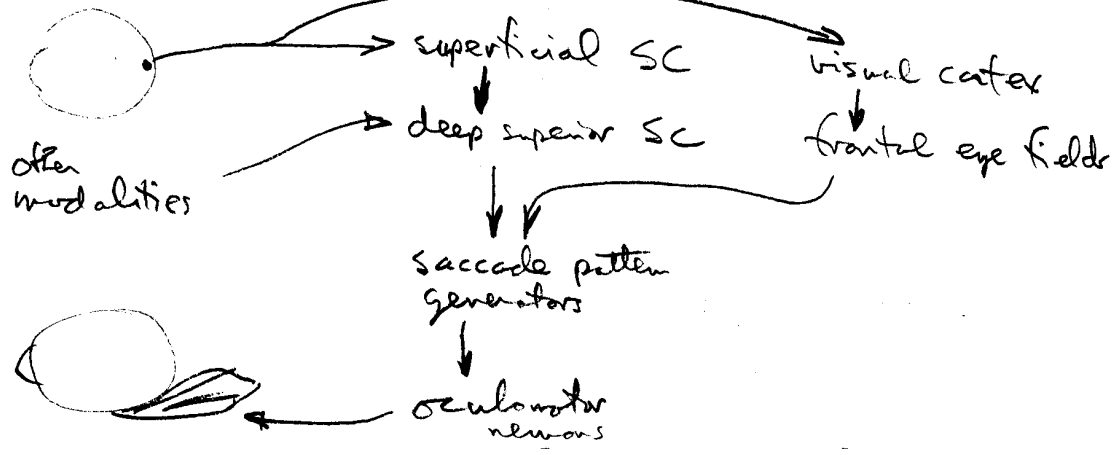 superficial SC
visual cortex
deep superior SC
frontal eye fields
other
modalities
saccade pattern
generators
oculomotor
neurons